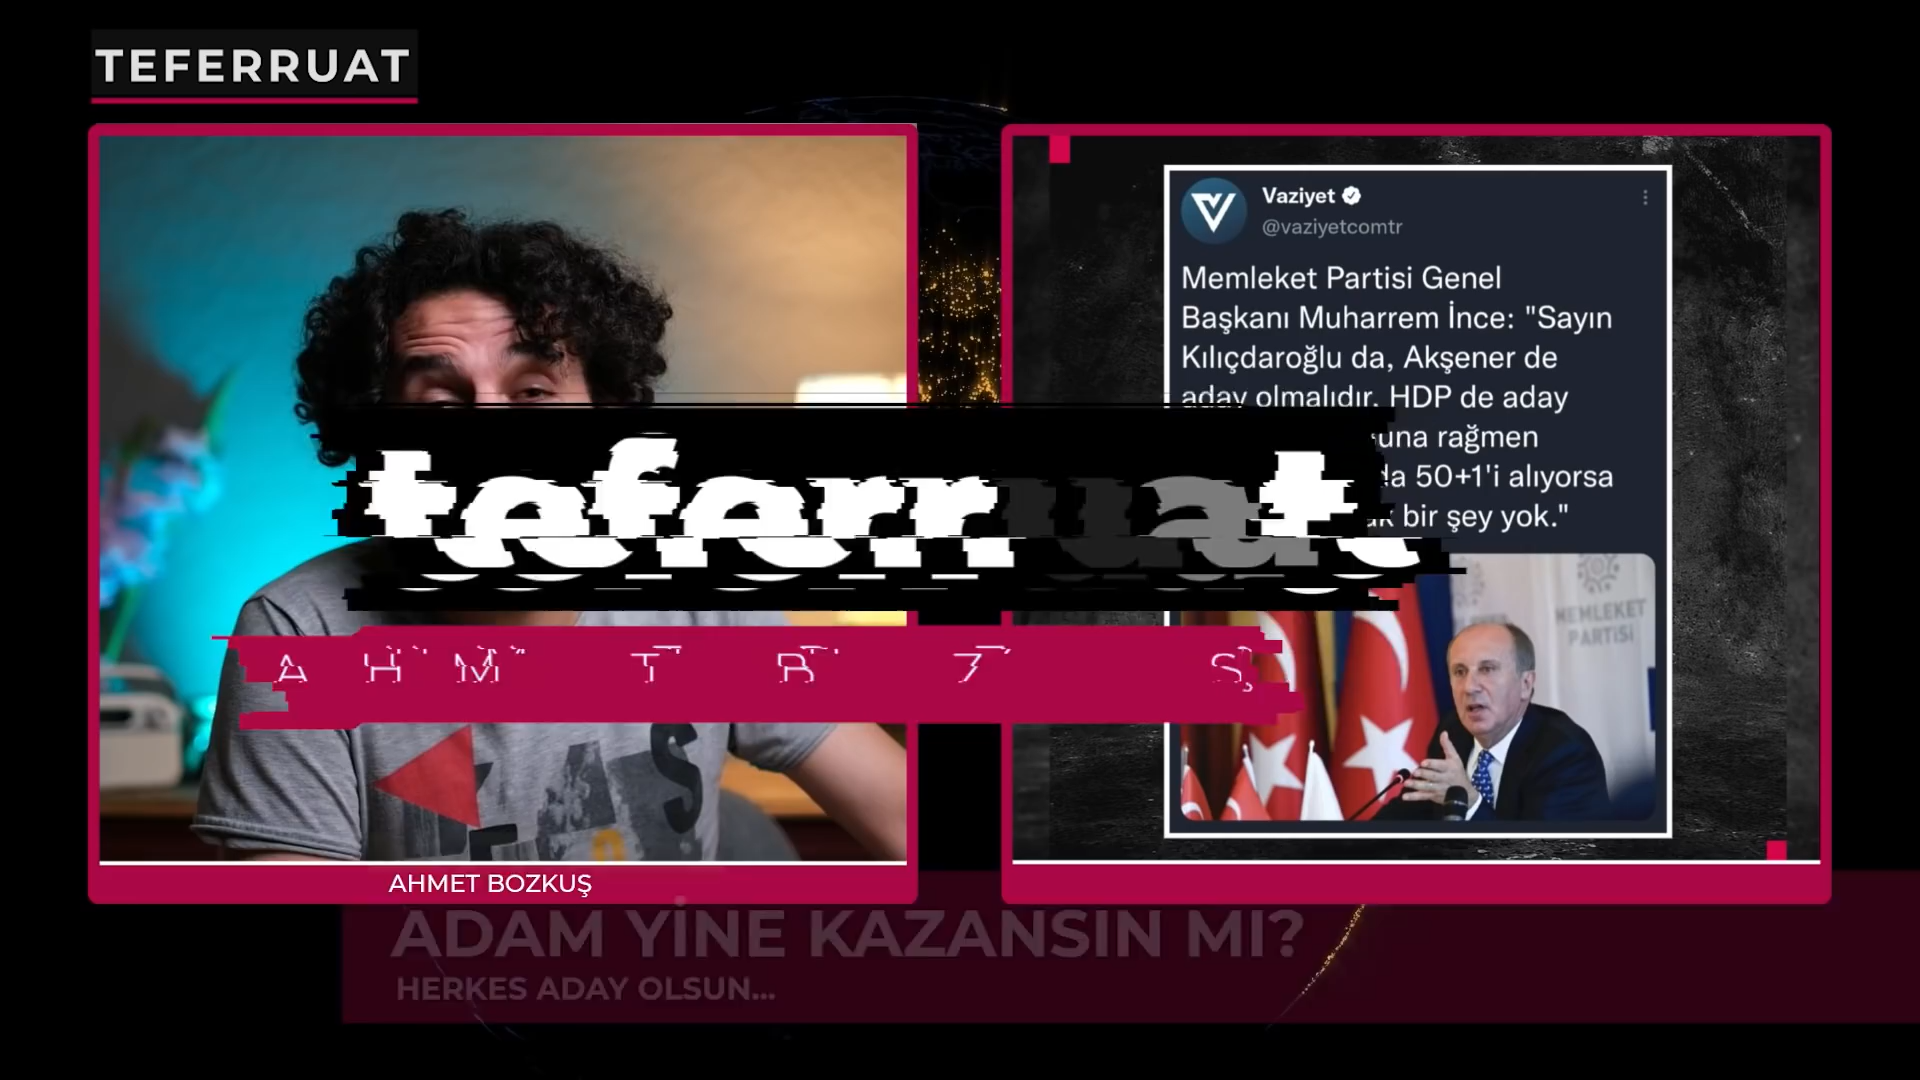 TEFERRUAT
Vaziyet
@vaziyetcomtr
Memleket Partisi Genel
Başkanı Muharrem İnce: "Sayın
Kılıçdaroğlu da, Akşener de
aday olmalıdır. HDP de aday
rağmen
50+1'i alıyorsa
bir şey yok."
MEMLEKET
PARTİSİ
teferruat
AHMET BOZKUŞ
ADAM YİNE KAZANSIN MI?
HERKES ADAY OLSUN...